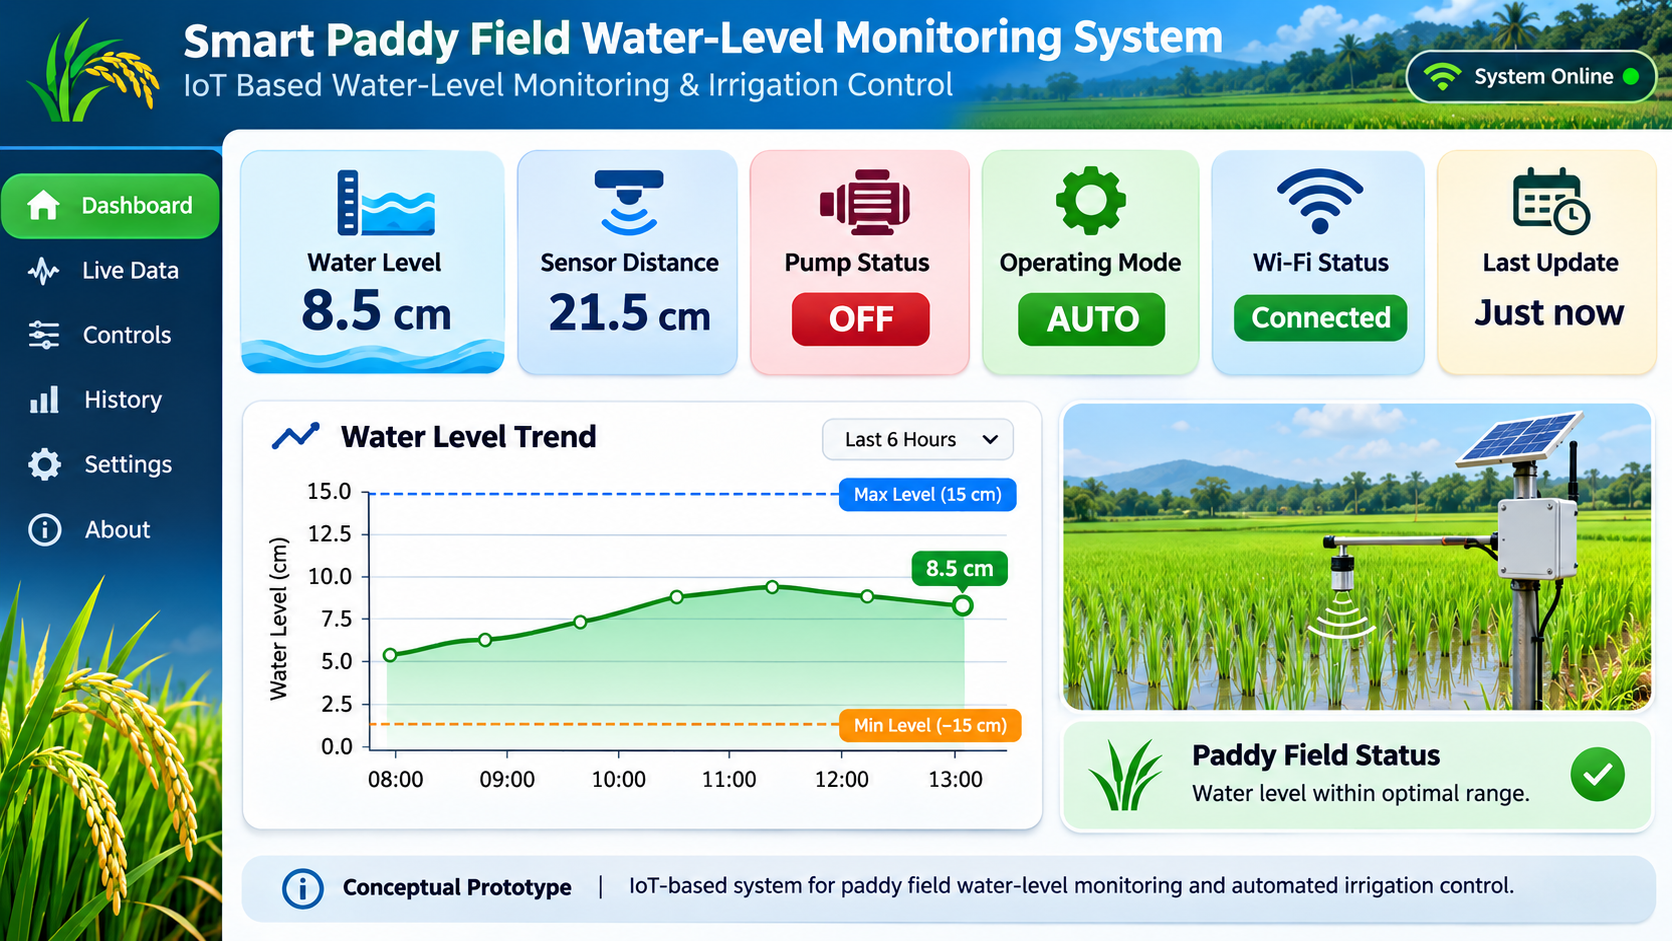 Smart Paddy Field Water-Level Monitoring System
IoT Based Water-Level Monitoring & Irrigation Control
System Online
Dashboard
Live Data
Controls
History
Settings
About
Water Level
8.5 cm
Sensor Distance
21.5 cm
Pump Status
OFF
Operating Mode
AUTO
Wi-Fi Status
Connected
Last Update
Just now
Water Level Trend
Last 6 Hours
Water Level (cm)
15.0
12.5
10.0
7.5
5.0
2.5
0.0
Max Level (15 cm)
8.5 cm
Min Level (–15 cm)
08:00 09:00 10:00 11:00 12:00 13:00
Paddy Field Status
Water level within optimal range.
Conceptual Prototype | IoT-based system for paddy field water-level monitoring and automated irrigation control.